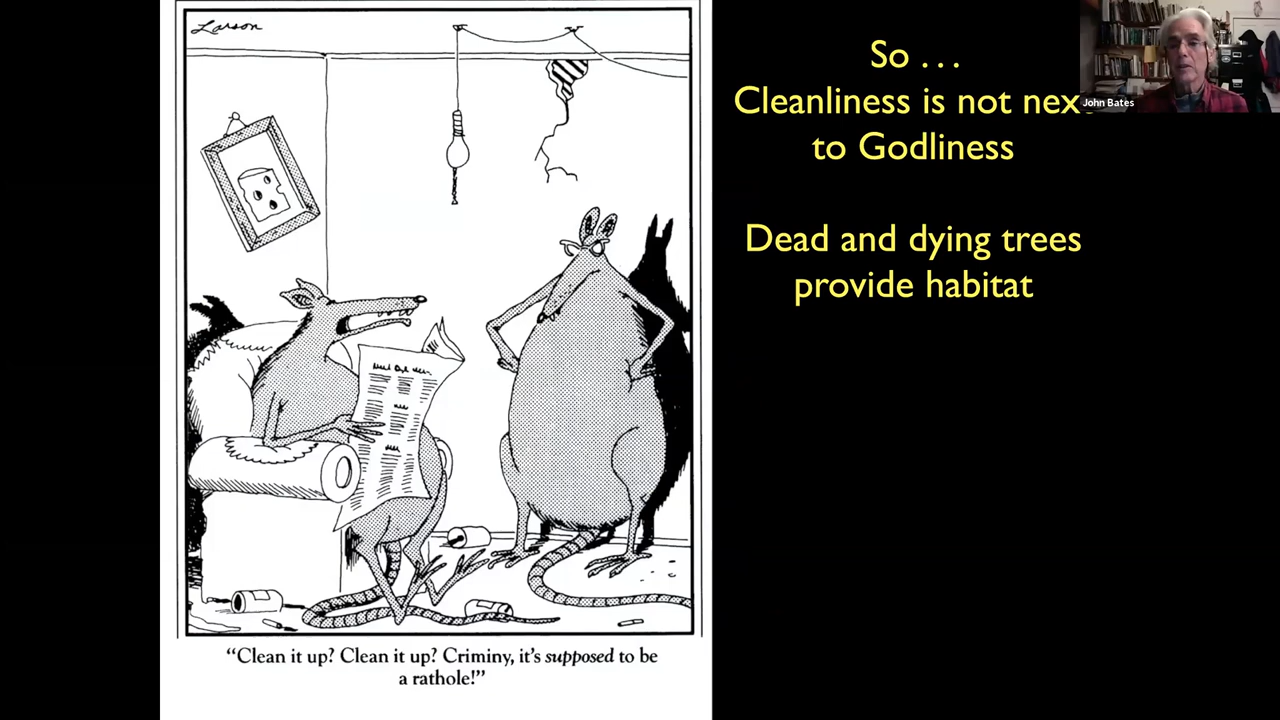 Larson
"Clean it up? Clean it up? Criminy, it's supposed to be
a rathole!"
So ...
Cleanliness is not
to Godliness
Dead and dying trees
provide habitat
John Bates